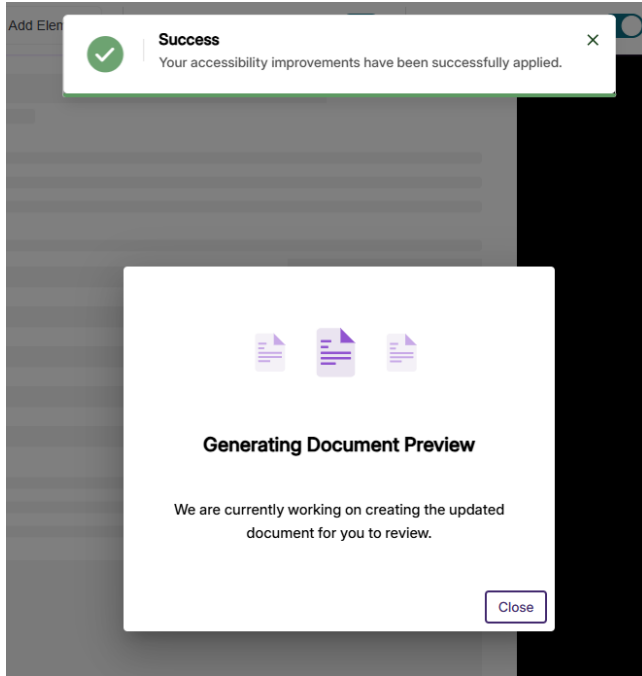 Add Elem
Success
Your accessibility improvements have been successfully applied.
Generating Document Preview
We are currently working on creating the updated
document for you to review.
Close